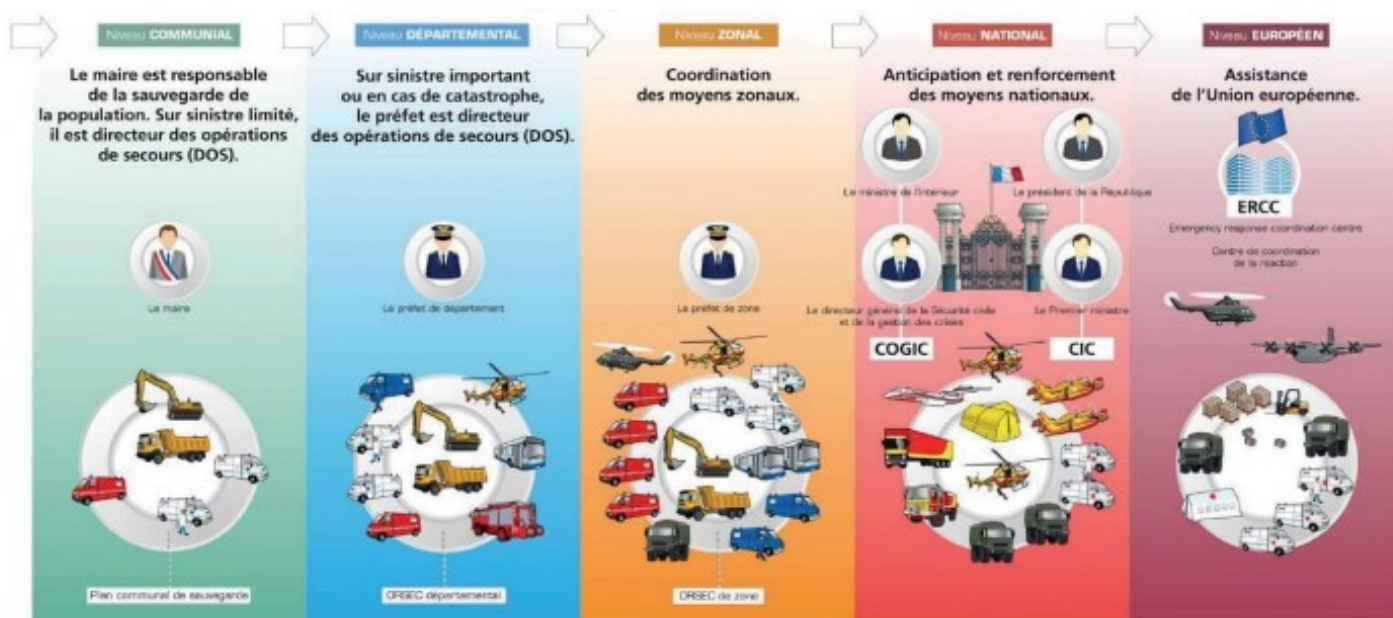 Niveau COMMUNIAL
Le maire est responsable
de la sauvegarde de
la population. Sur sinistre limité,
il est directeur des opérations
de secours (DOS).
Le maire
Plan communal de sauvegarde
Niveau DÉPARTEMENTAL
Sur sinistre important
ou en cas de catastrophe,
le préfet est directeur
des opérations de secours (DOS).
Le préfet de département
ORSEC départemental
Niveau ZONAL
Coordination
des moyens zonaux.
Le préfet de zone
ORSEC de zone
Niveau NATIONAL
Anticipation et renforcement
des moyens nationaux.
Le ministre de l'Intérieur
Le président de la République
Le directeur général de la Sécurité civile
et de la gestion des crises
Le Premier ministre
COGIC
CIC
Niveau EUROPÉEN
Assistance
de l'Union européenne.
ERCC
Emergency response coordination centre
Centre de coordination
de la réaction